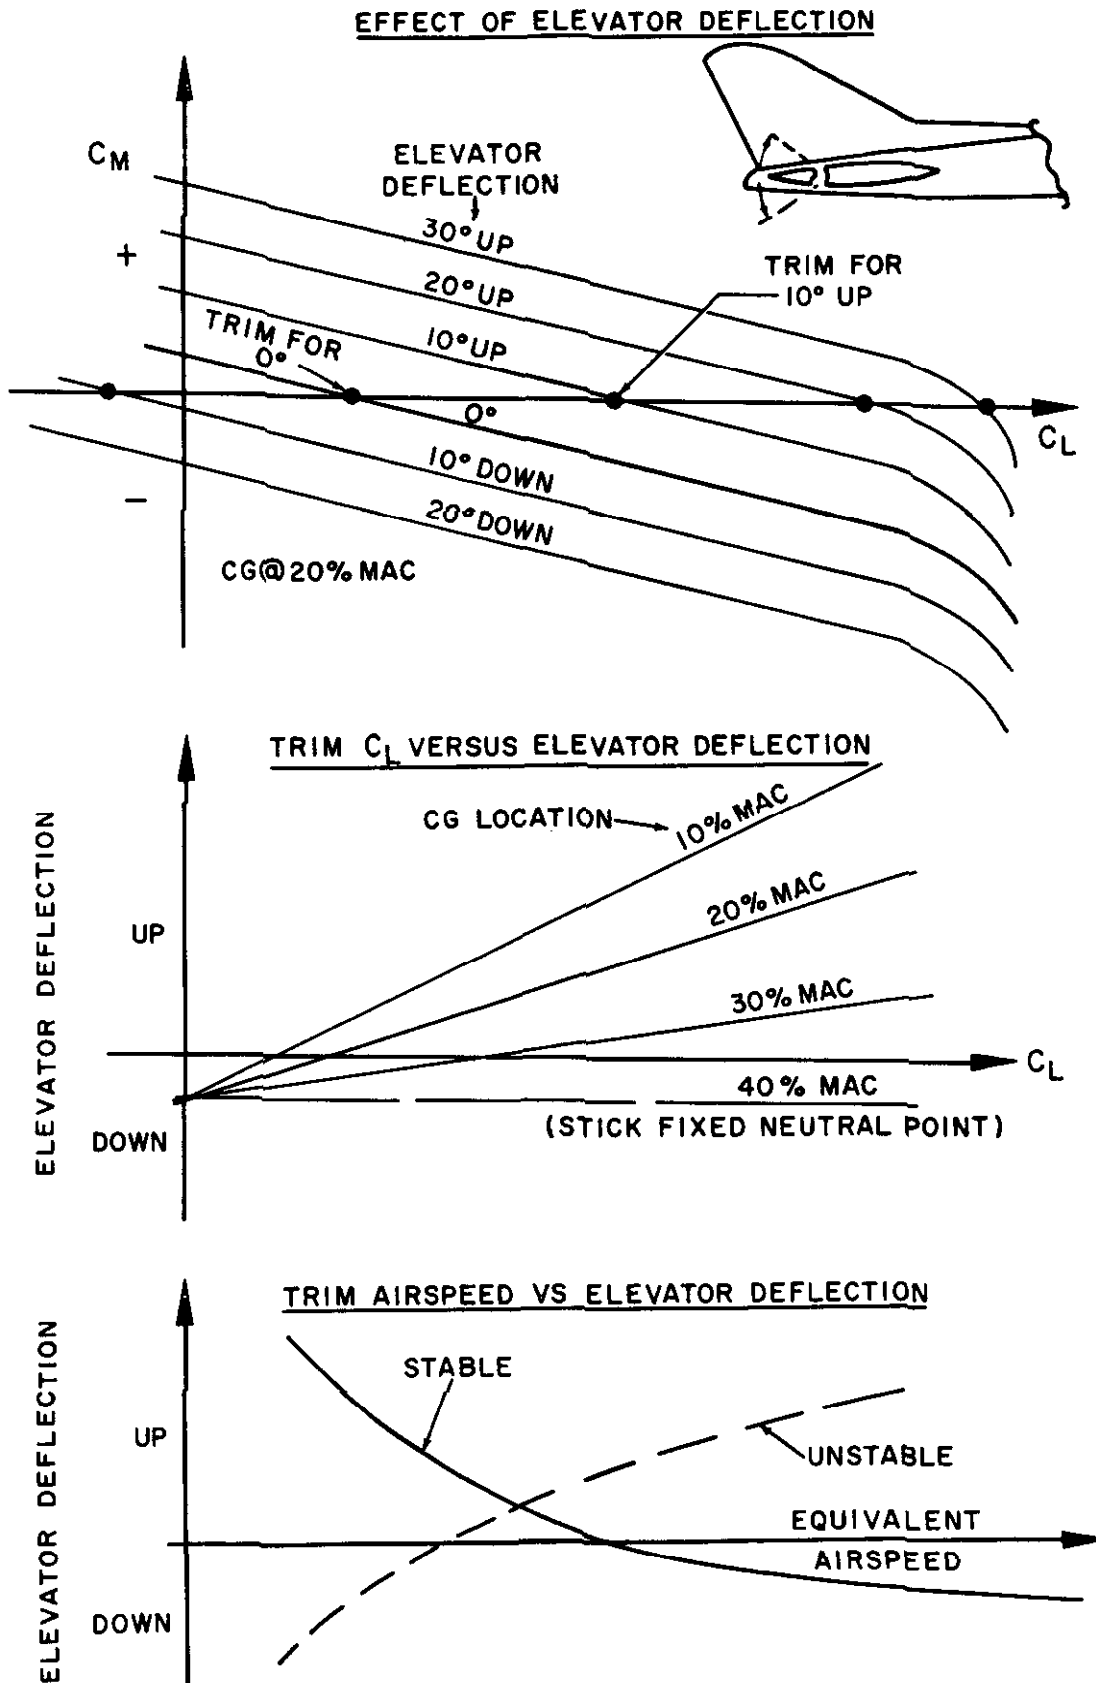 EFFECT OF ELEVATOR DEFLECTION
CM
ELEVATOR
DEFLECTION
30° UP
+
20° UP
TRIM FOR
10° UP
10° UP
TRIM FOR
0°
0°
CL
10° DOWN
20° DOWN
−
CG@20% MAC
TRIM CL VERSUS ELEVATOR DEFLECTION
CG LOCATION
10% MAC
20% MAC
30% MAC
40% MAC
(STICK FIXED NEUTRAL POINT)
CL
UP
DOWN
ELEVATOR DEFLECTION
TRIM AIRSPEED VS ELEVATOR DEFLECTION
STABLE
UNSTABLE
EQUIVALENT
AIRSPEED
UP
DOWN
ELEVATOR DEFLECTION